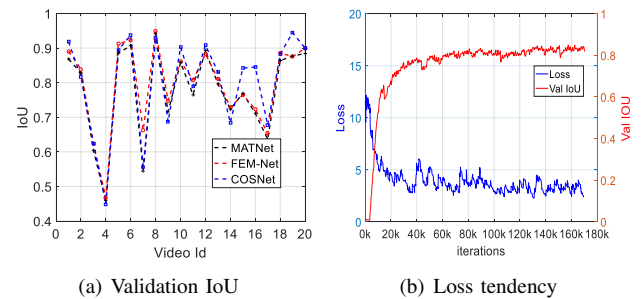 1
0.9
0.8
0.7
0.6
0.5
0.4
IoU
0 2 4 6 8 10 12 14 16 18 20
Video Id
MATNet
FEM-Net
COSNet
(a) Validation IoU
20
15
10
5
0
Loss
1
0.8
0.6
0.4
0.2
0
Val IOU
0k 20k 40k 60k 80k 100k 120k 140k 160k 180k
iterations
Loss
Val IoU
(b) Loss tendency